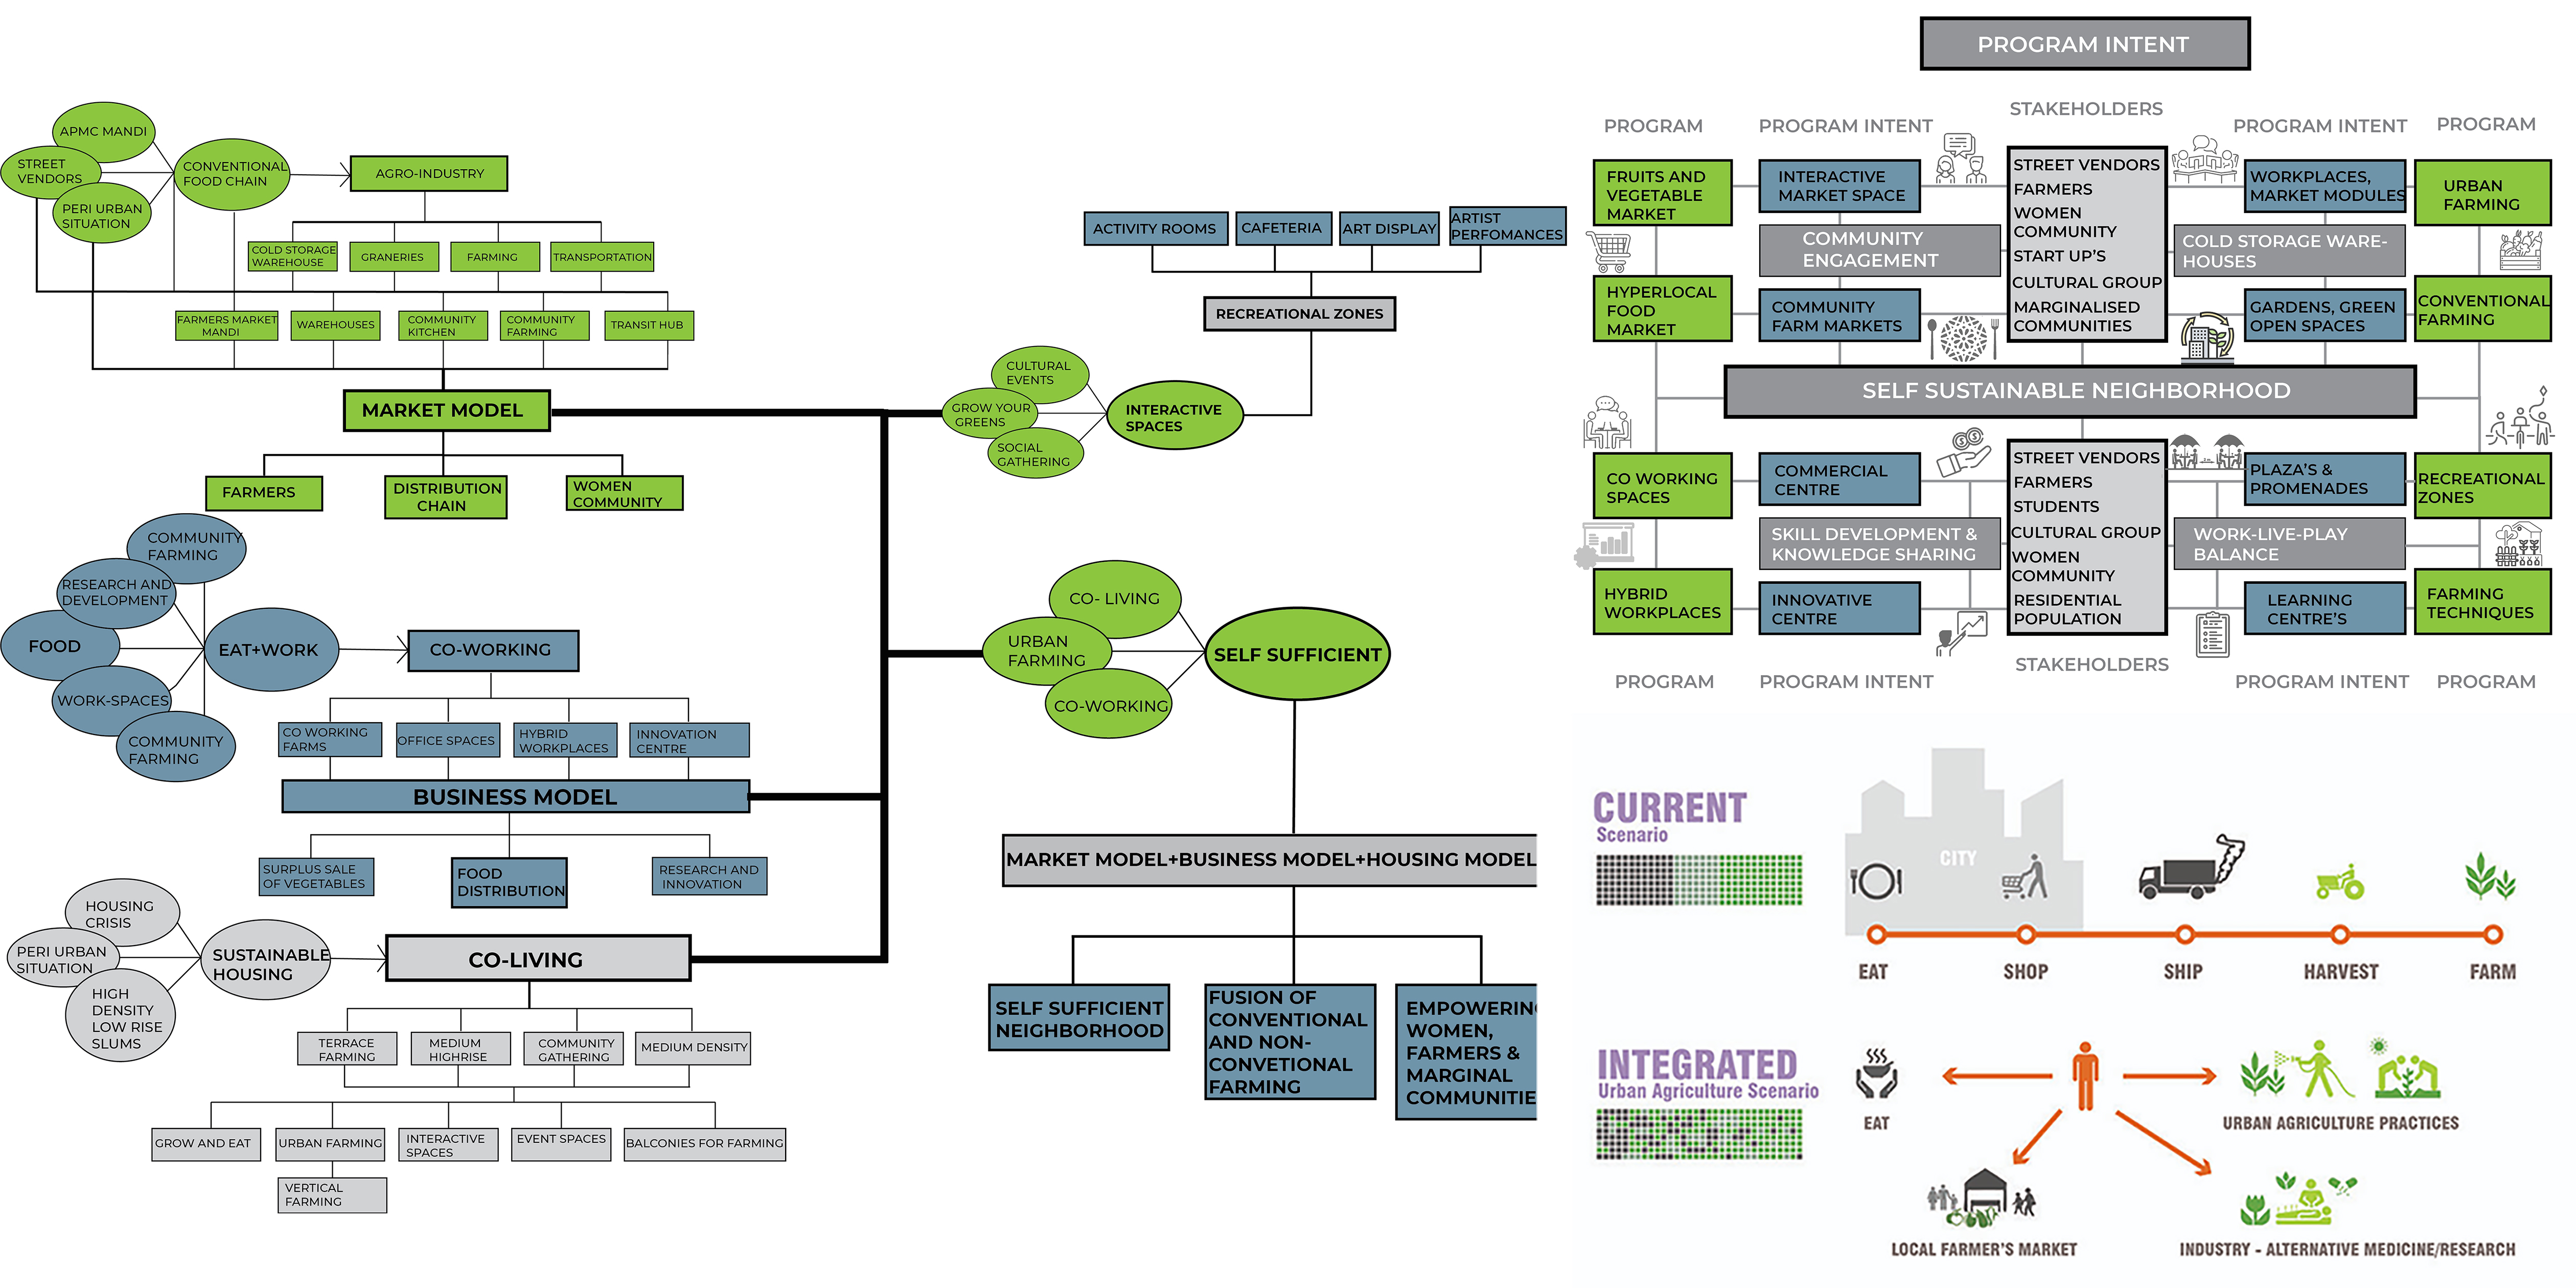 APMC MANDI
STREET
VENDORS
PERI URBAN
SITUATION
CONVENTIONAL
FOOD CHAIN
AGRO-INDUSTRY
COLD STORAGE
WAREHOUSE
GRANERIES
FARMING
TRANSPORTATION
FARMERS MARKET
MANDI
WAREHOUSES
COMMUNITY
KITCHEN
COMMUNITY
FARMING
TRANSIT HUB
MARKET MODEL
FARMERS
DISTRIBUTION
CHAIN
WOMEN
COMMUNITY
COMMUNITY
FARMING
RESEARCH AND
DEVELOPMENT
FOOD
WORK-SPACES
COMMUNITY
FARMING
EAT+WORK
CO-WORKING
CO WORKING
FARMS
OFFICE SPACES
HYBRID
WORKPLACES
INNOVATION
CENTRE
BUSINESS MODEL
SURPLUS SALE
OF VEGETABLES
FOOD
DISTRIBUTION
RESEARCH AND
INNOVATION
HOUSING
CRISIS
PERI URBAN
SITUATION
HIGH
DENSITY
LOW RISE
SLUMS
SUSTAINABLE
HOUSING
CO-LIVING
TERRACE
FARMING
MEDIUM
HIGHRISE
COMMUNITY
GATHERING
MEDIUM DENSITY
GROW AND EAT
URBAN FARMING
INTERACTIVE
SPACES
EVENT SPACES
BALCONIES FOR FARMING
VERTICAL
FARMING
ACTIVITY ROOMS
CAFETERIA
ART DISPLAY
ARTIST
PERFOMANCES
RECREATIONAL ZONES
CULTURAL
EVENTS
GROW YOUR
GREENS
SOCIAL
GATHERING
INTERACTIVE
SPACES
CO- LIVING
URBAN
FARMING
CO-WORKING
SELF SUFFICIENT
MARKET MODEL+BUSINESS MODEL+HOUSING MODEL
SELF SUFFICIENT
NEIGHBORHOOD
FUSION OF
CONVENTIONAL
AND NON-
CONVETIONAL
FARMING
EMPOWERIN
WOMEN,
FARMERS &
MARGINAL
COMMUNITIE
PROGRAM INTENT
PROGRAM
PROGRAM INTENT
STAKEHOLDERS
PROGRAM INTENT
PROGRAM
FRUITS AND
VEGETABLE
MARKET
INTERACTIVE
MARKET SPACE
STREET VENDORS
FARMERS
WOMEN
COMMUNITY
START UP'S
CULTURAL GROUP
MARGINALISED
COMMUNITIES
WORKPLACES,
MARKET MODULES
URBAN
FARMING
COMMUNITY
ENGAGEMENT
COLD STORAGE WARE-
HOUSES
HYPERLOCAL
FOOD
MARKET
COMMUNITY
FARM MARKETS
GARDENS, GREEN
OPEN SPACES
CONVENTIONAL
FARMING
SELF SUSTAINABLE NEIGHBORHOOD
CO WORKING
SPACES
COMMERCIAL
CENTRE
STREET VENDORS
FARMERS
STUDENTS
CULTURAL GROUP
WOMEN
COMMUNITY
RESIDENTIAL
POPULATION
PLAZA'S &
PROMENADES
RECREATIONAL
ZONES
SKILL DEVELOPMENT &
KNOWLEDGE SHARING
WORK-LIVE-PLAY
BALANCE
HYBRID
WORKPLACES
INNOVATIVE
CENTRE
LEARNING
CENTRE'S
FARMING
TECHNIQUES
PROGRAM
PROGRAM INTENT
STAKEHOLDERS
PROGRAM INTENT
PROGRAM
CURRENT
Scenario
CITY
EAT
SHOP
SHIP
HARVEST
FARM
INTEGRATED
Urban Agriculture Scenario
EAT
URBAN AGRICULTURE PRACTICES
LOCAL FARMER'S MARKET
INDUSTRY - ALTERNATIVE MEDICINE/RESEARCH